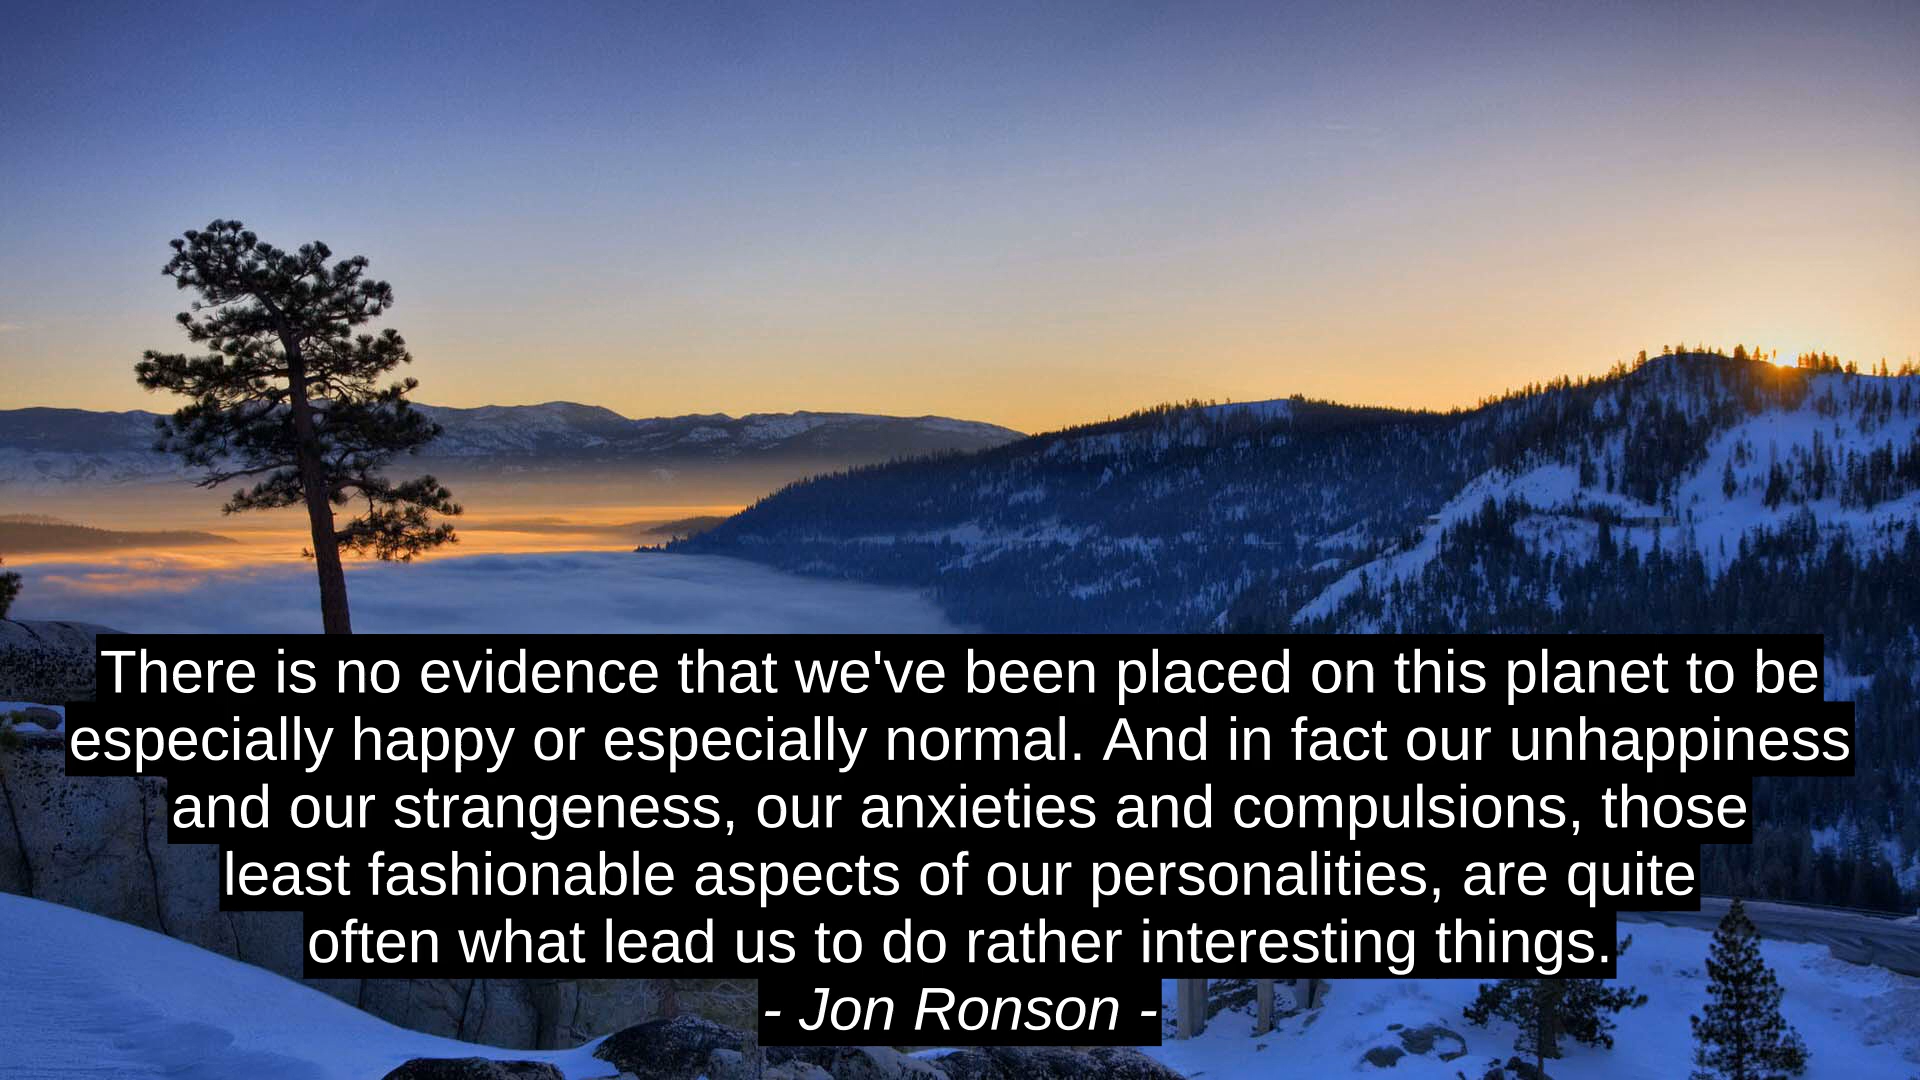 There is no evidence that we've been placed on this planet to be
especially happy or especially normal. And in fact our unhappiness
and our strangeness, our anxieties and compulsions, those
least fashionable aspects of our personalities, are quite
often what lead us to do rather interesting things.
- Jon Ronson -